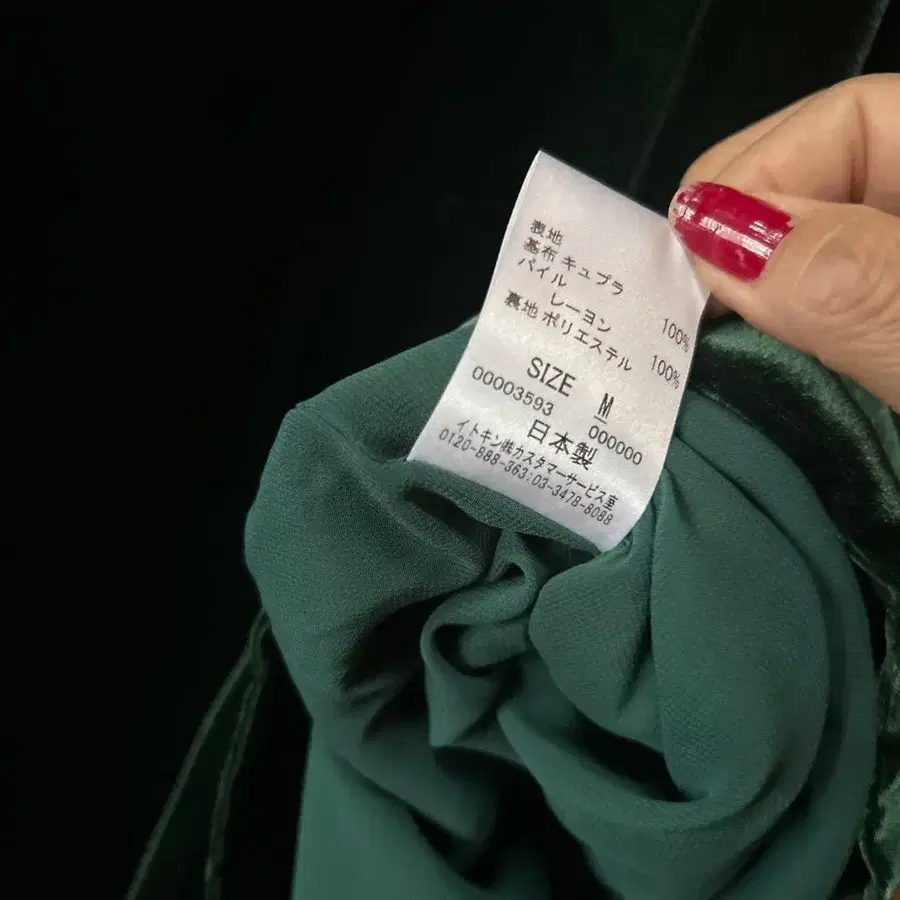 表地
基布 キュプラ
パイル
レーヨン 100%
裏地 ポリエステル 100%
SIZE M
00003593 000000
日本製
イトキン㈱カスタマーサービス室
0120-888-363:03-3478-8088